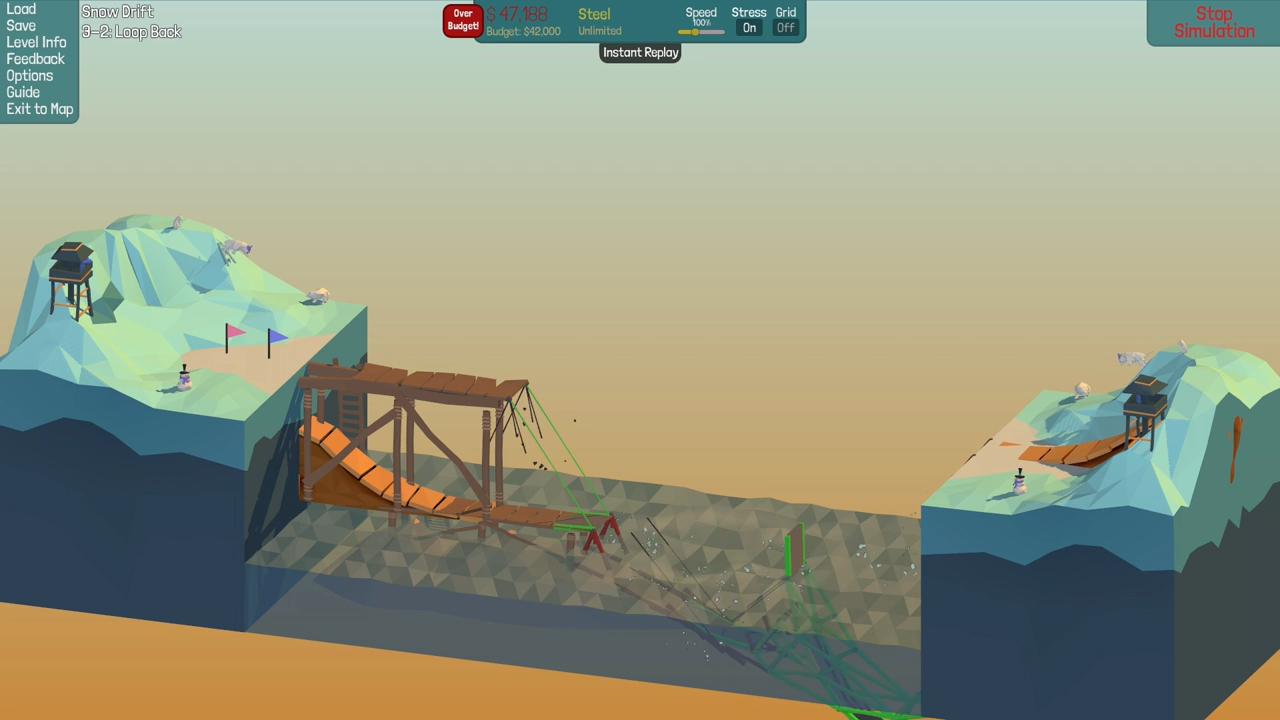 Load
Save
Level Info
Feedback
Options
Guide
Exit to Map
Snow Drift
3-2: Loop Back
Over
Budget!
$ 47,188
Budget: $42,000
Steel
Unlimited
Speed
100%
Stress
On
Grid
Off
Instant Replay
Stop
Simulation